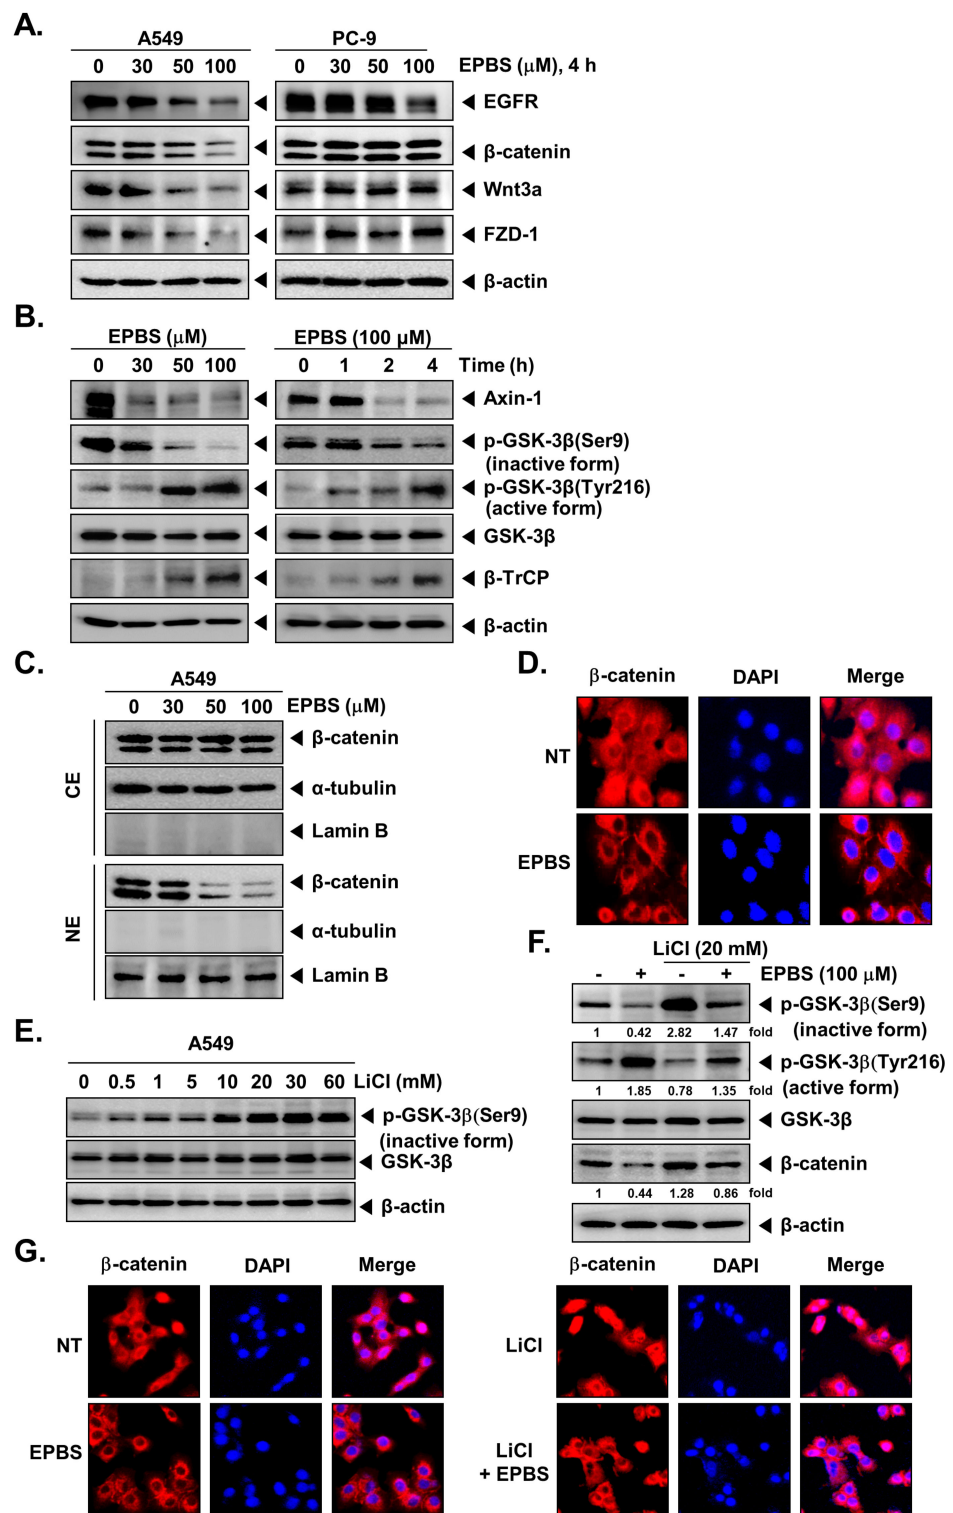 A.
A549 PC-9
0 30 50 100 0 30 50 100 EPBS (μM), 4 h
EGFR
β-catenin
Wnt3a
FZD-1
β-actin
B.
EPBS (μM) EPBS (100 μM)
0 30 50 100 0 1 2 4 Time (h)
Axin-1
p-GSK-3β(Ser9)
(inactive form)
p-GSK-3β(Tyr216)
(active form)
GSK-3β
β-TrCP
β-actin
C.
A549
0 30 50 100 EPBS (μM)
CE
β-catenin
α-tubulin
Lamin B
NE
β-catenin
α-tubulin
Lamin B
D.
β-catenin DAPI Merge
NT
EPBS
E.
A549
0 0.5 1 5 10 20 30 60 LiCl (mM)
p-GSK-3β(Ser9)
(inactive form)
GSK-3β
β-actin
F.
LiCl (20 mM)
- + - + EPBS (100 μM)
p-GSK-3β(Ser9)
1 0.42 2.82 1.47 fold (inactive form)
p-GSK-3β(Tyr216)
1 1.85 0.78 1.35 fold (active form)
GSK-3β
β-catenin
1 0.44 1.28 0.86 fold
β-actin
G.
β-catenin DAPI Merge
NT
EPBS
β-catenin DAPI Merge
LiCl
LiCl
+ EPBS